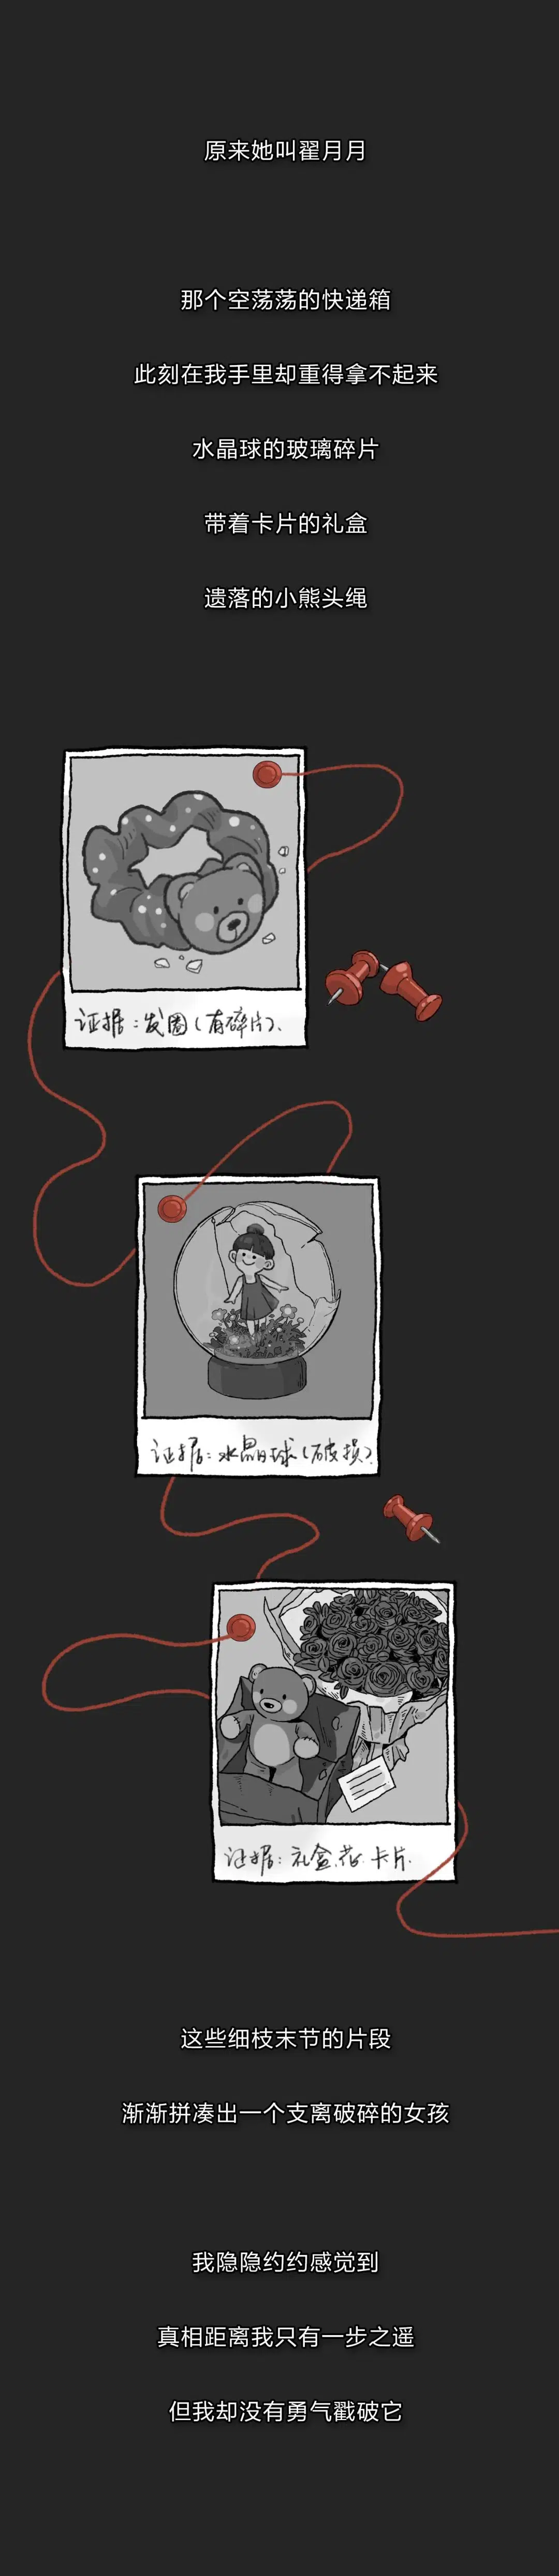 原来她叫翟月月
那个空荡荡的快递箱
此刻在我手里却重得拿不起来
水晶球的玻璃碎片
带着卡片的礼盒
遗落的小熊头绳
证据：发圈（有碎片）、
证据：水晶球（破损）、
证据：礼盒、花、卡片、
这些细枝末节的片段
渐渐拼凑出一个支离破碎的女孩
我隐隐约约感觉到
真相距离我只有一步之遥
但我却没有勇气戳破它